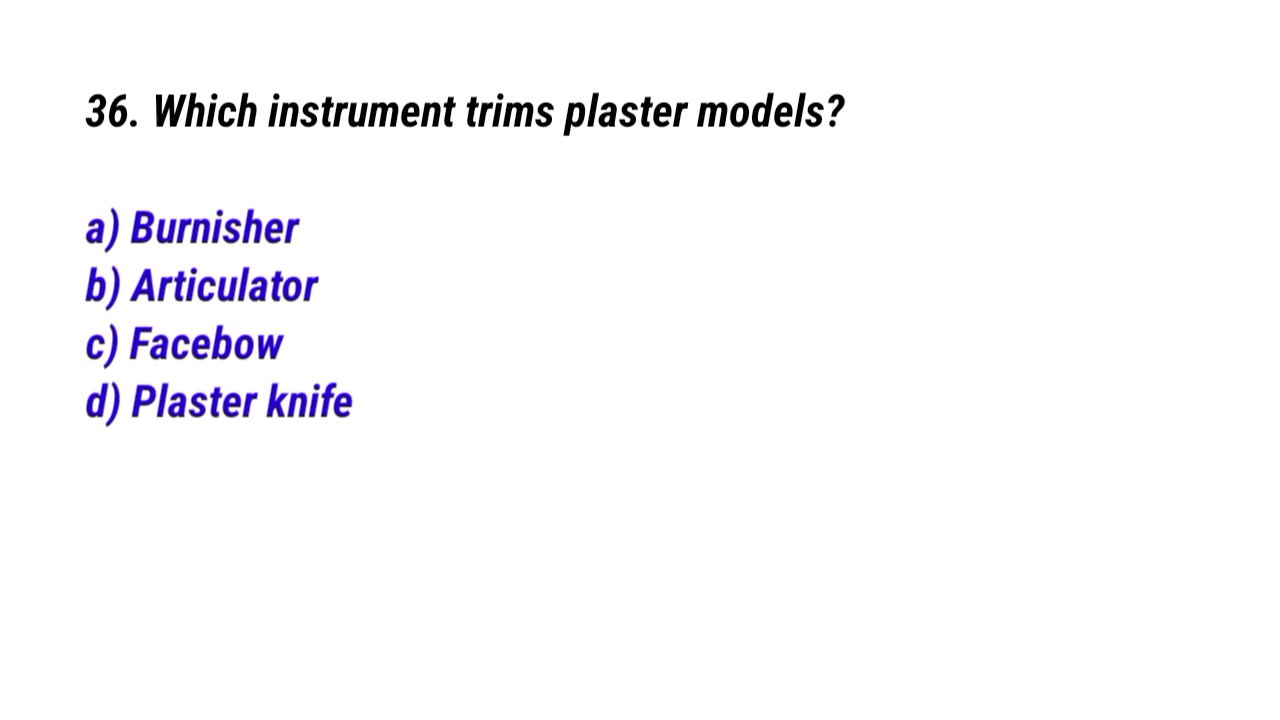 36. Which instrument trims plaster models?
a) Burnisher
b) Articulator
c) Facebow
d) Plaster knife